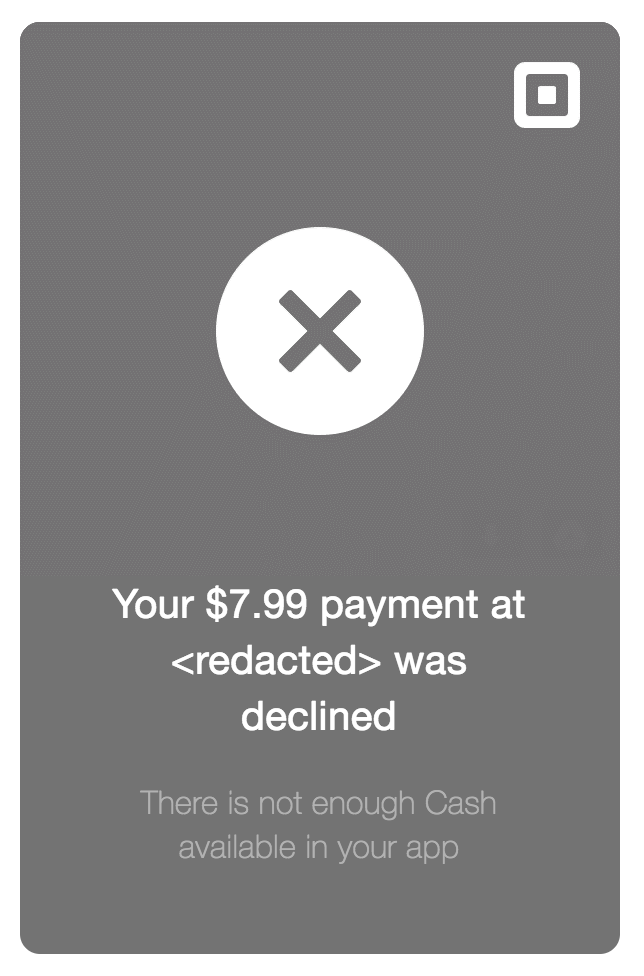 Your $7.99 payment at
<redacted> was
declined
There is not enough Cash
available in your app